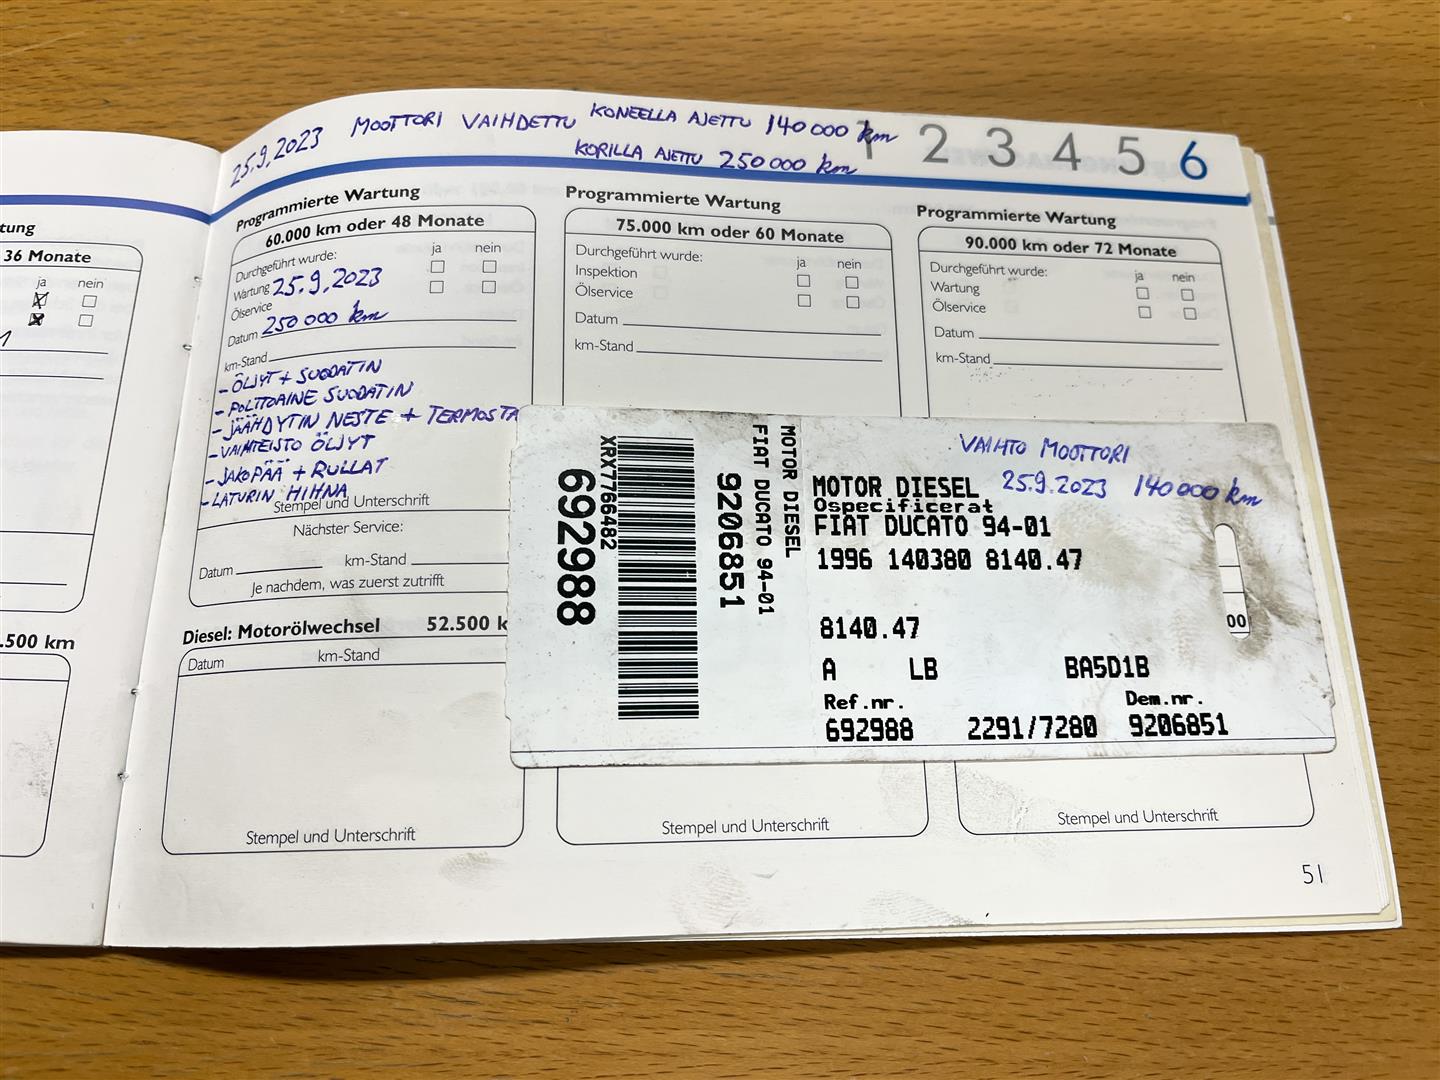 25.9.2023 MOOTTORI VAIHDETTU KONEELLA AJETTU 140 000 km
KORILLA AJETTU 250 000 km
1 2 3 4 5 6
36 Monate
ja nein
.500 km
Programmierte Wartung
60.000 km oder 48 Monate
Durchgeführt wurde: ja nein
Wartung 25.9.2023
Ölservice
Datum 250 000 km
km-Stand
- ÖLJYT + SUODATIN
- POLTTOAINE SUODATIN
- JÄÄHDYTIN NESTE + TERMOSTA
- VAIHTEISTO ÖLJYT
- JAKOPÄÄ + RULLAT
- LATURIN HIHNA
Stempel und Unterschrift
Nächster Service:
Datum km-Stand
Je nachdem, was zuerst zutrifft
Diesel: Motorölwechsel 52.500 k
Datum km-Stand
Stempel und Unterschrift
Programmierte Wartung
75.000 km oder 60 Monate
Durchgeführt wurde: ja nein
Inspektion
Ölservice
Datum
km-Stand
Stempel und Unterschrift
Programmierte Wartung
90.000 km oder 72 Monate
Durchgeführt wurde: ja nein
Wartung
Ölservice
Datum
km-Stand
Stempel und Unterschrift
692988
XRX7766482
9206851
FIAT DUCATO 94-01
MOTOR DIESEL
VAIHTO MOOTTORI
25.9.2023 140 000 km
MOTOR DIESEL
Ospecificerat
FIAT DUCATO 94-01
1996 140380 8140.47
8140.47
A LB BA5D1B
Ref.nr. Dem.nr.
692988 2291/7280 9206851
00
51